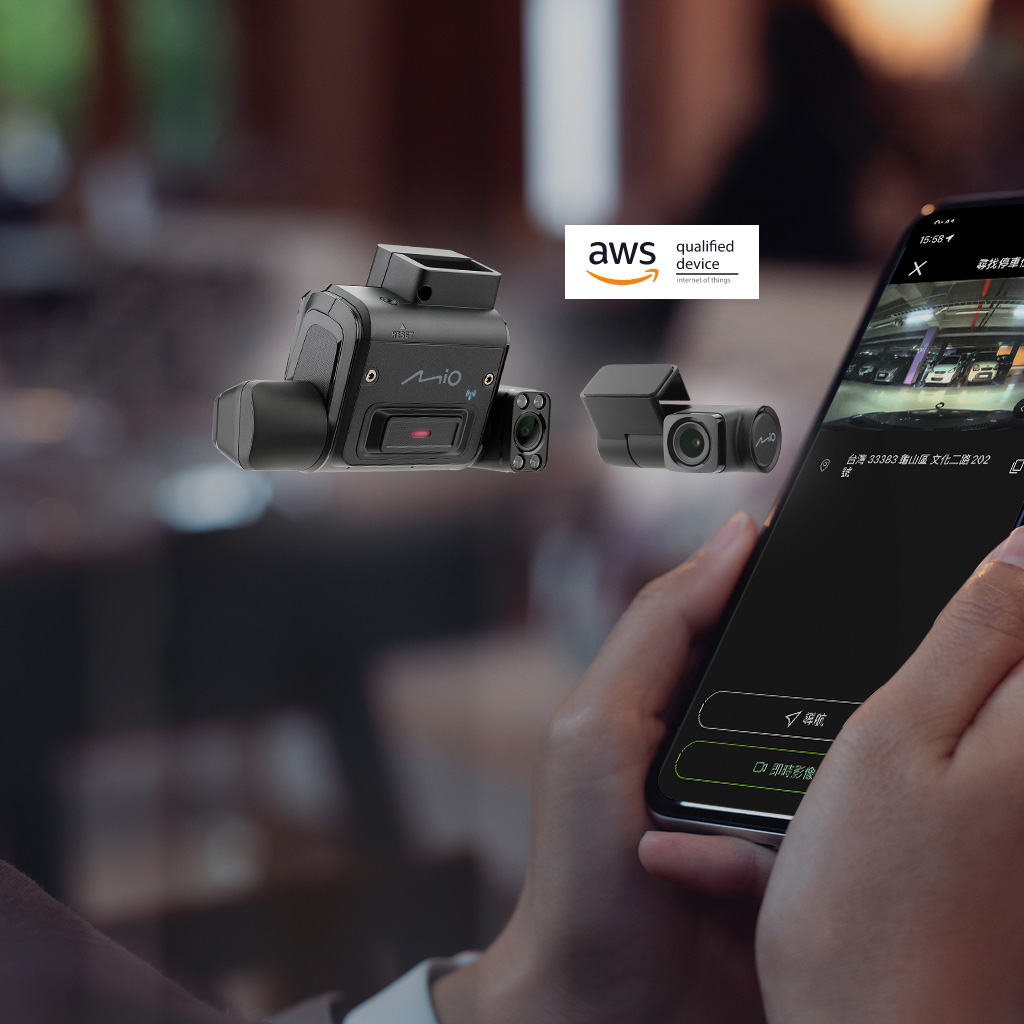 aws
qualified
device
internet of things
RESET
MiO
MiO
15:58
尋找停車位
台灣 33383 龜山區 文化二路 202
號
導航
即時影像